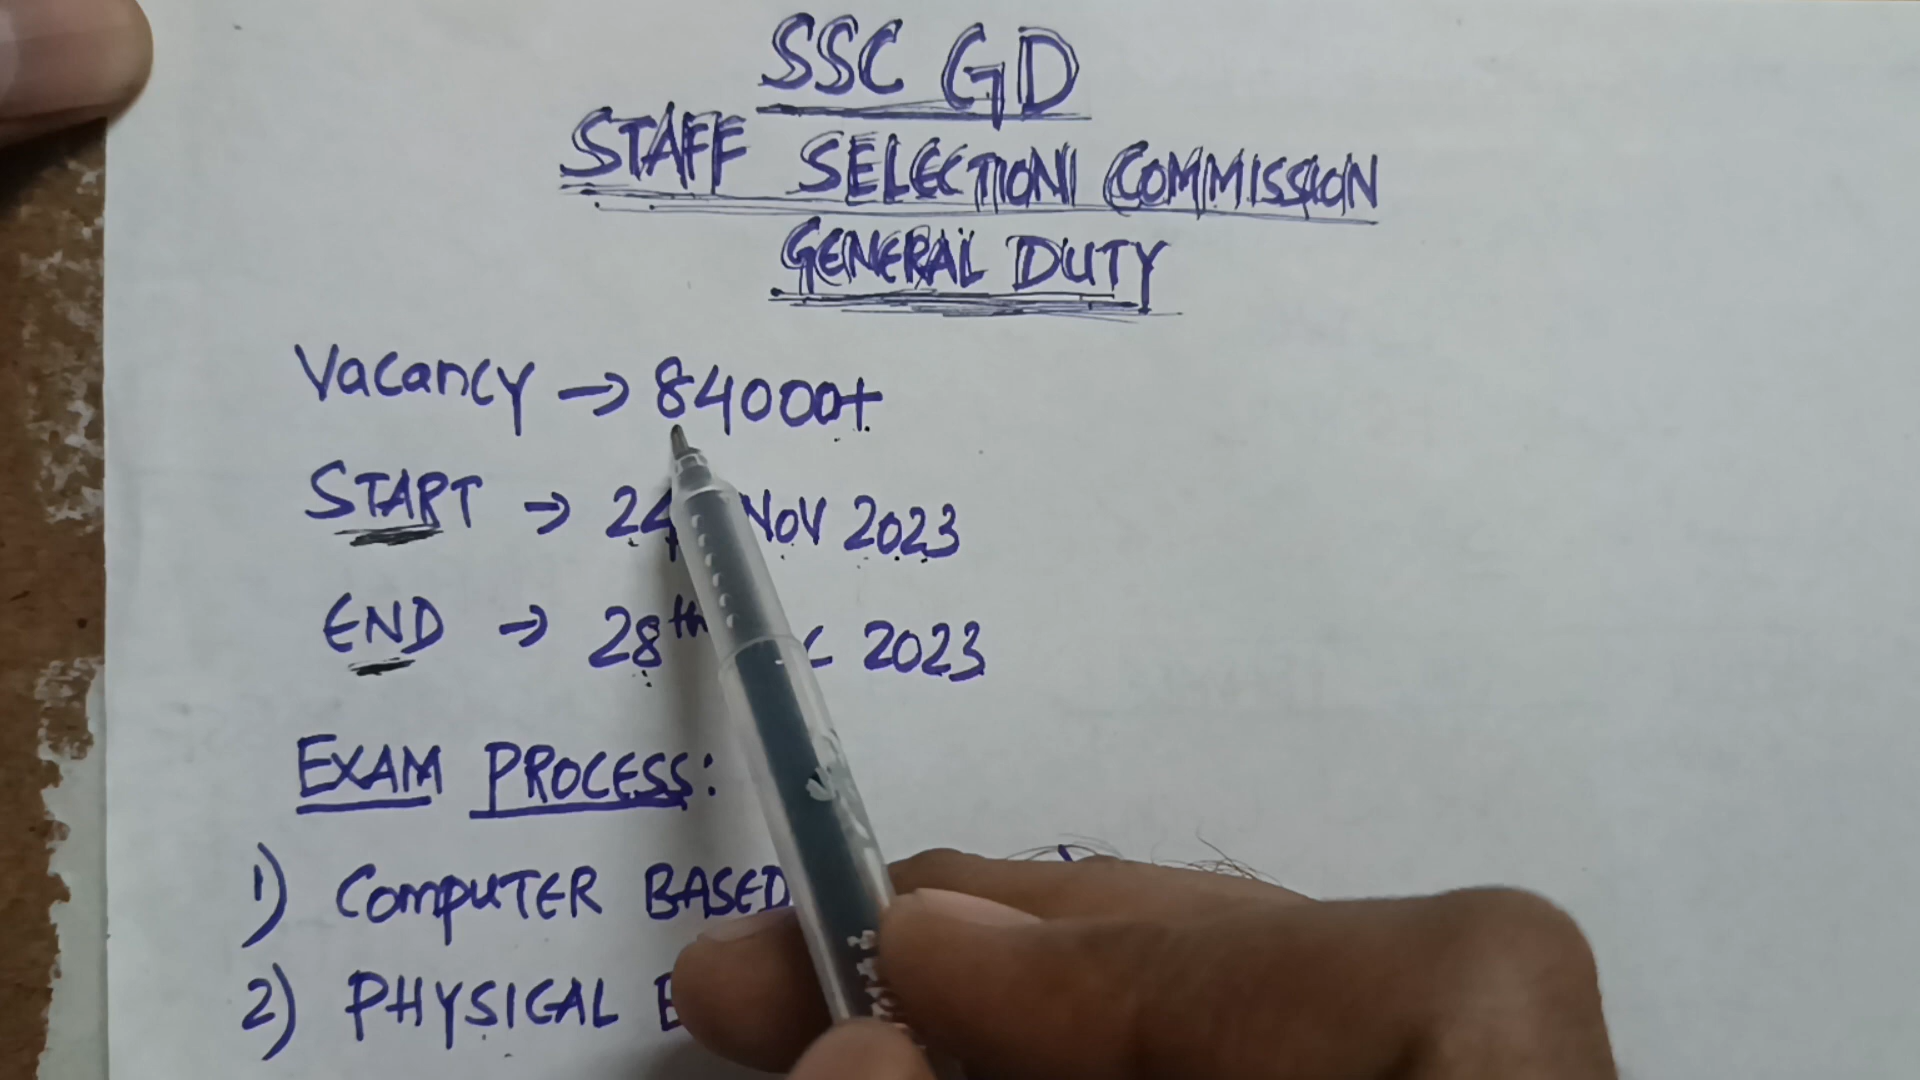 SSC GD
STAFF SELECTION COMMISSION
GENERAL DUTY
Vacancy → 84000+
START → 24 NOV 2023
END → 28th 2023
EXAM PROCESS:
1) COMPUTER BASED
2) PHYSICAL